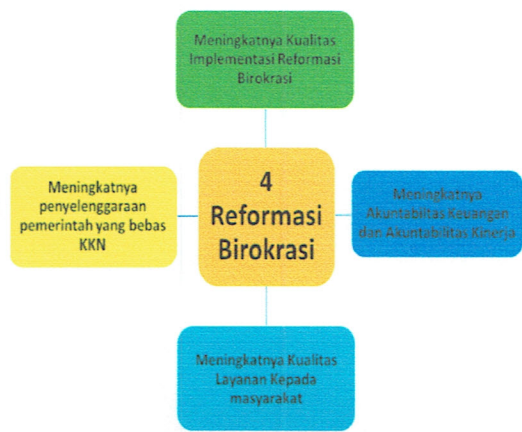 Meningkatnya Kualitas
Implementasi Reformasi
Birokrasi
Meningkatnya
penyelenggaraan
pemerintah yang bebas
KKN
4
Reformasi
Birokrasi
Meningkatnya
Akuntabilitas Keuangan
dan Akuntabilitas Kinerja
Meningkatnya Kualitas
Layanan Kepada
masyarakat